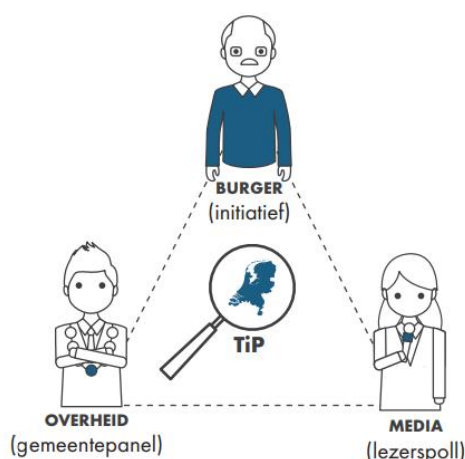 BURGER
(initiatief)
TiP
OVERHEID
(gemeentepanel)
MEDIA
(lezerspoll)